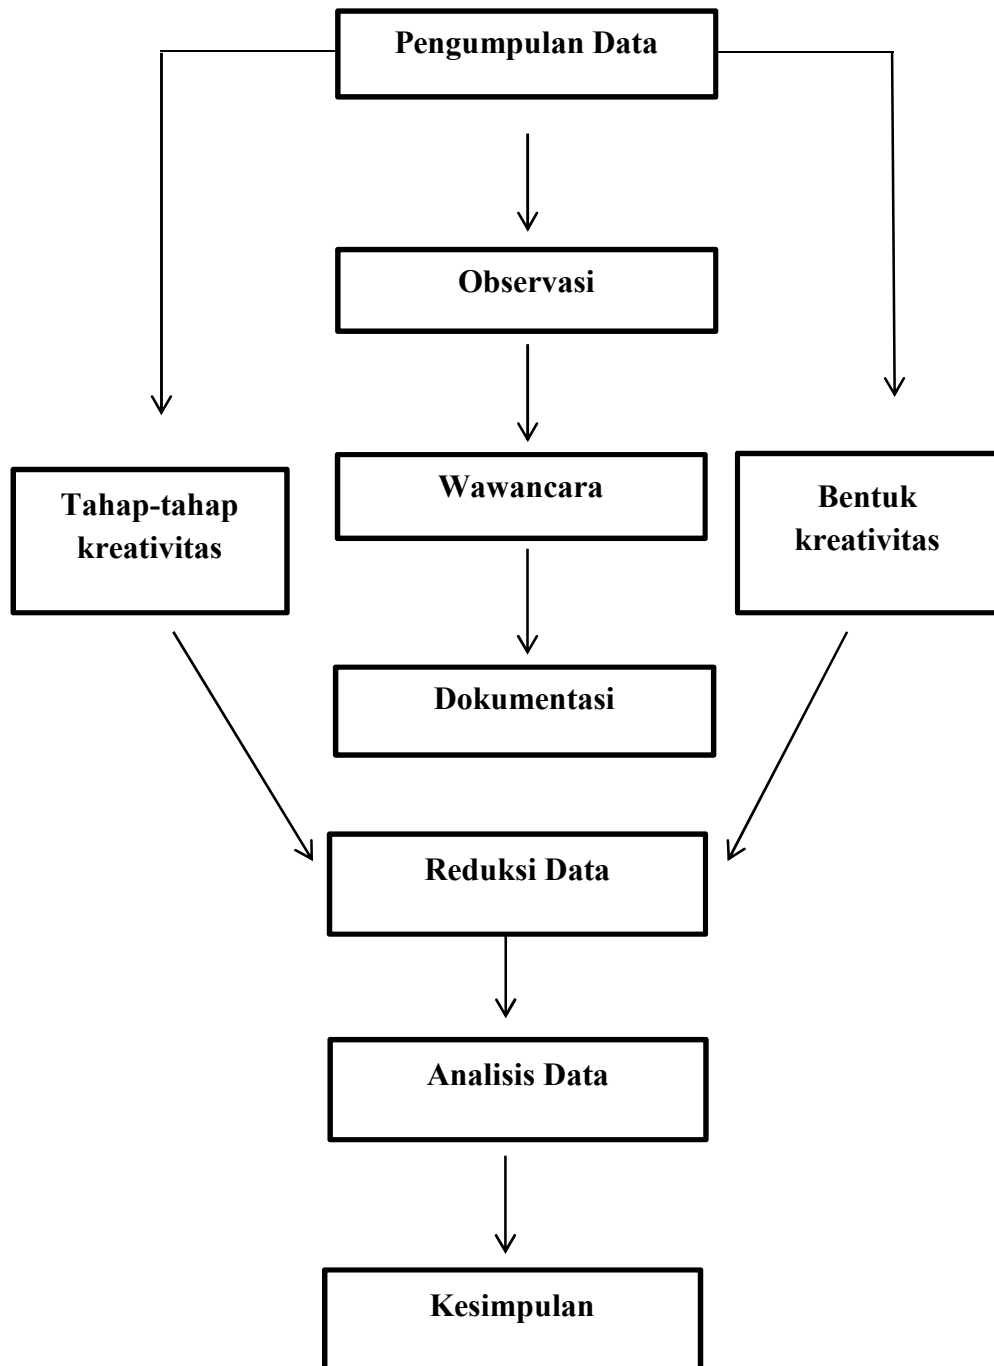 Pengumpulan Data
Observasi
Wawancara
Tahap-tahap
kreativitas
Bentuk
kreativitas
Dokumentasi
Reduksi Data
Analisis Data
Kesimpulan